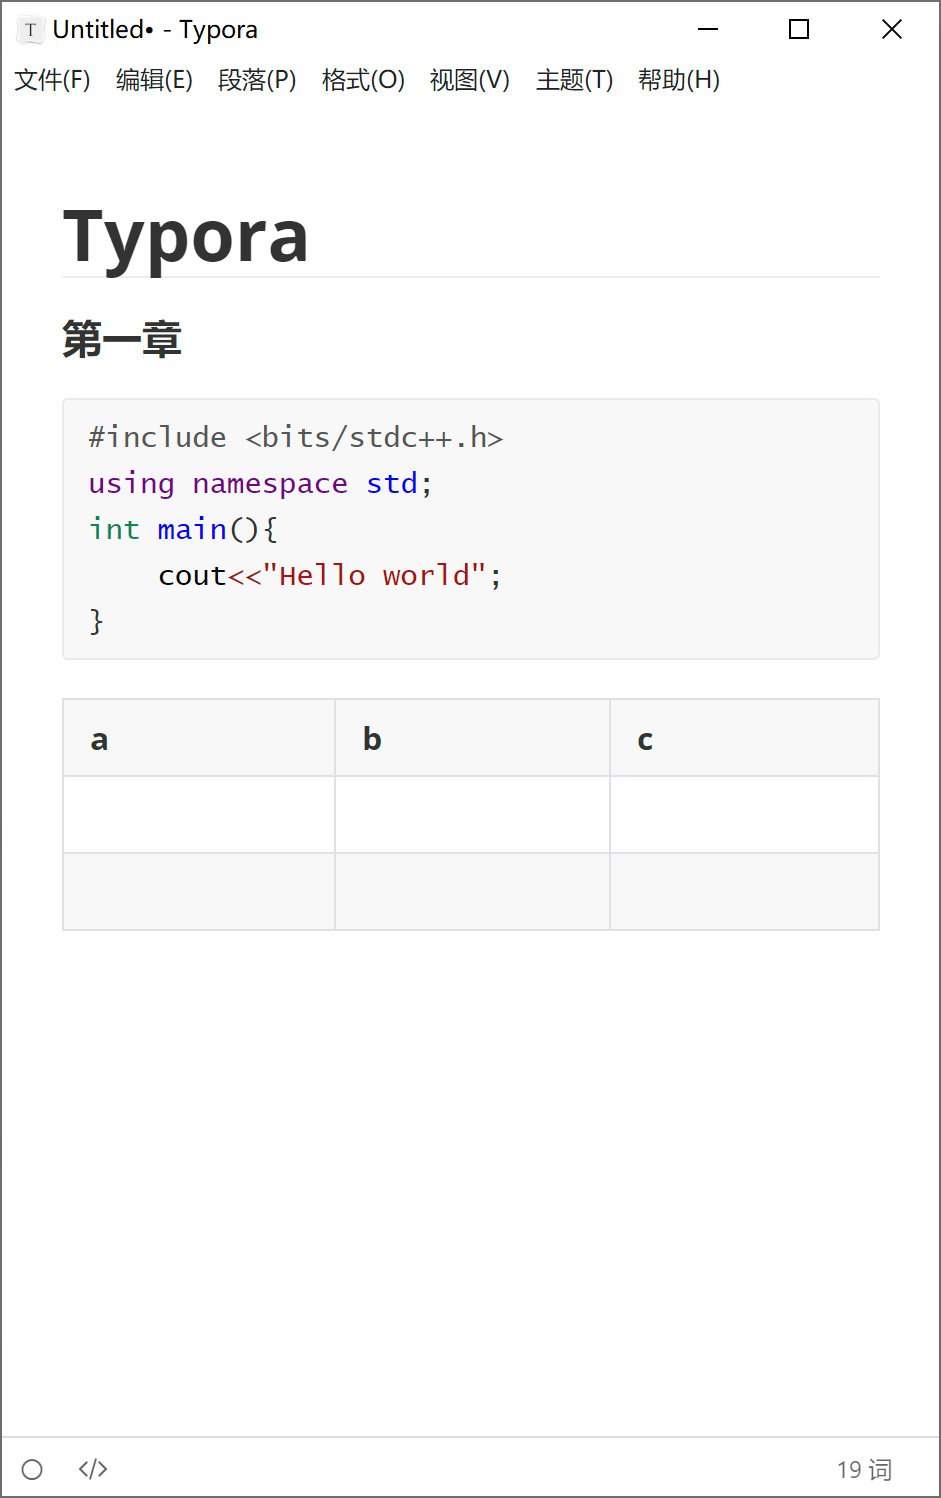 T Untitled• - Typora
文件(F) 编辑(E) 段落(P) 格式(O) 视图(V) 主题(T) 帮助(H)
Typora
第一章
#include <bits/stdc++.h>
using namespace std;
int main(){
    cout<<"Hello world";
}
a b c
</> 19 词